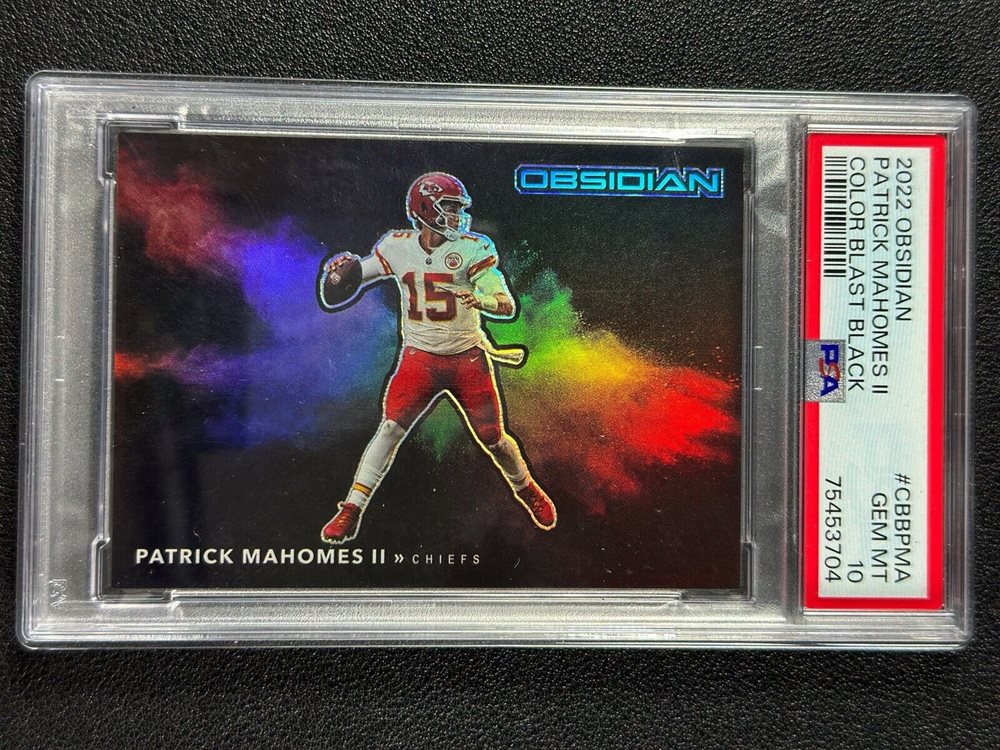 OBSIDIAN
15
15
PATRICK MAHOMES II » CHIEFS
2022 OBSIDIAN #CBBPMA
PATRICK MAHOMES II GEM MT
COLOR BLAST BLACK 10
PSA 75453704